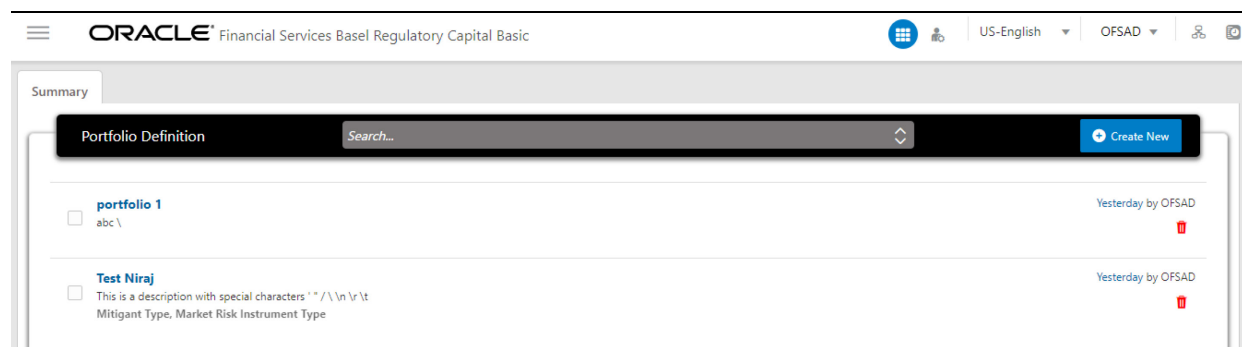 ORACLE® Financial Services Basel Regulatory Capital Basic US-English OFSAD
Summary
Portfolio Definition Search... Create New
portfolio 1 Yesterday by OFSAD
abc \
Test Niraj Yesterday by OFSAD
This is a description with special characters ' " / \ \n \r \t
Mitigant Type, Market Risk Instrument Type